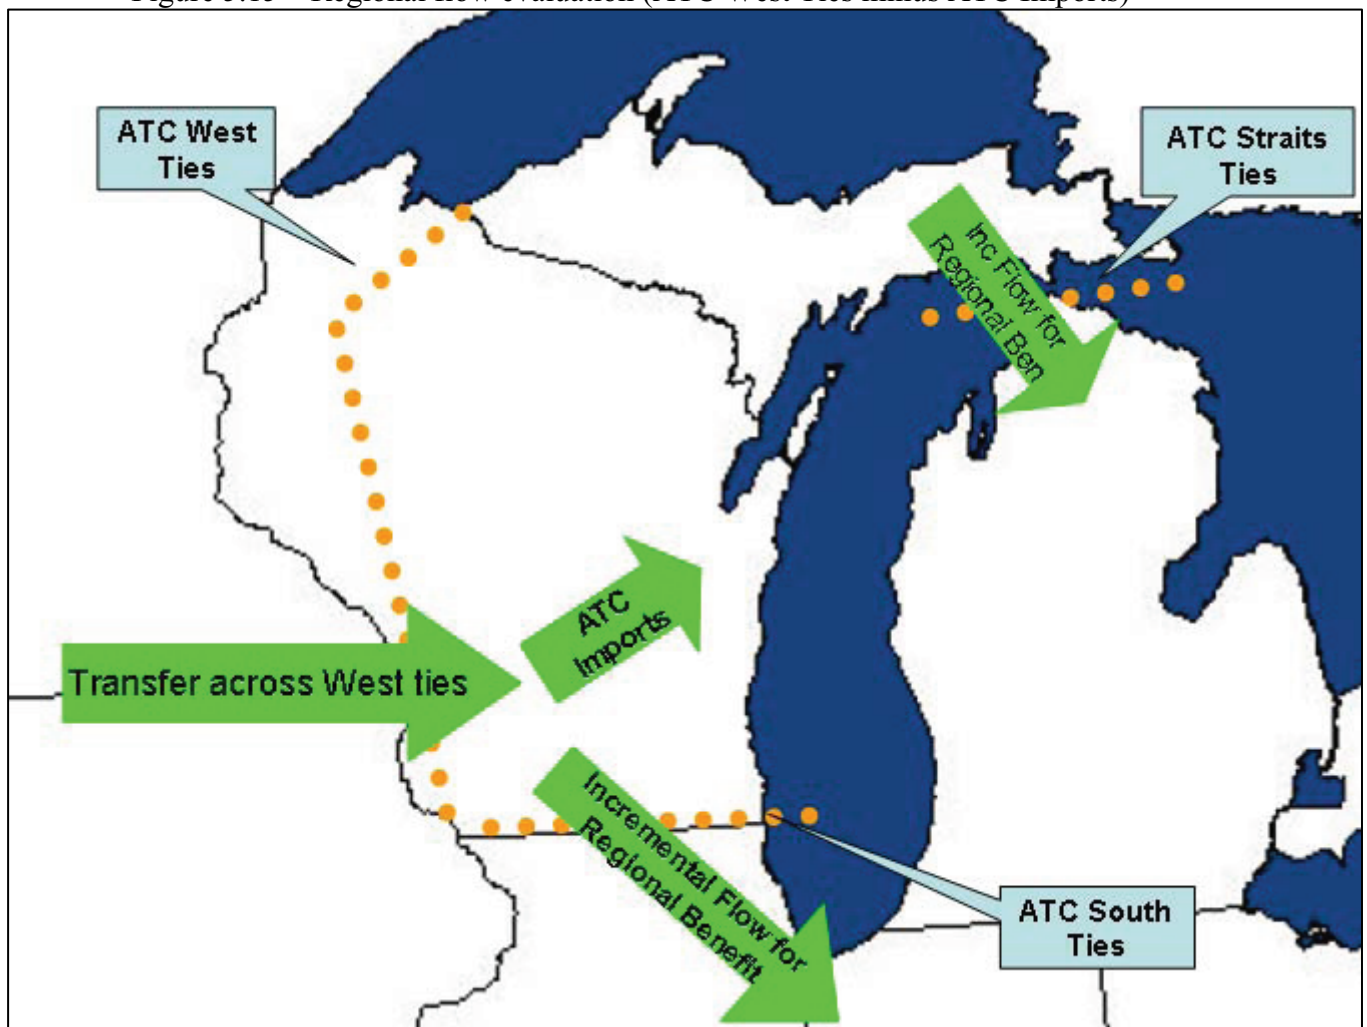 ATC West
Ties
ATC Straits
Ties
Inc Flow for
Regional Ben
ATC
Imports
Transfer across West ties
Incremental Flow for
Regional Benefit
ATC South
Ties